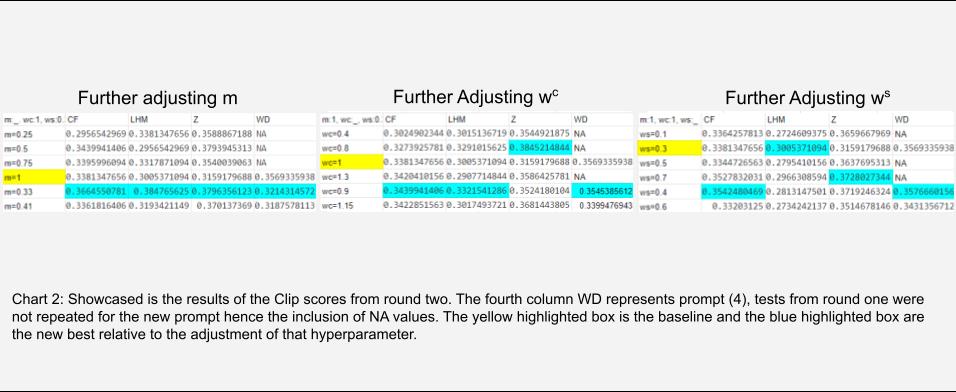 Further adjusting m
m:_, wc:1, ws:0. CF LHM Z WD
m=0.25 0.2956542969 0.3381347656 0.3588867188 NA
m=0.5 0.3439941406 0.2956542969 0.3793945313 NA
m=0.75 0.3395996094 0.3317871094 0.3540039063 NA
m=1 0.3381347656 0.3005371094 0.3159179688 0.3569335938
m=0.33 0.3664550781 0.384765625 0.3796356123 0.3214314572
m=0.41 0.3361816406 0.319342149 0.370137369 0.3187578113
Further Adjusting wᶜ
m:1, wc:_, ws:0. CF LHM Z WD
wc=0.4 0.3024902344 0.3015136719 0.3544921875 NA
wc=0.8 0.3273925781 0.3291015625 0.3845214844 NA
wc=1 0.3381347656 0.3005371094 0.3159179688 0.3569335938
wc=1.3 0.3420410156 0.2907714844 0.3586425781 NA
wc=0.9 0.3439941406 0.3322541286 0.3524180104 0.3545385612
wc=1.15 0.3422851563 0.3017493721 0.3681443805 0.3399476943
Further Adjusting wˢ
m:1, wc:1, ws:_ CF LHM Z WD
ws=0.1 0.3364257813 0.2724609375 0.3659667969 NA
ws=0.3 0.3381347656 0.3005371094 0.3159179688 0.3569335938
ws=0.5 0.3344726563 0.2795410156 0.3637695313 NA
ws=0.7 0.3527832031 0.2966308594 0.3728027344 NA
ws=0.4 0.3542480469 0.2813147501 0.3719246324 0.3576660156
ws=0.6 0.33203125 0.2734242137 0.3514678146 0.3431356712
Chart 2: Showcased is the results of the Clip scores from round two. The fourth column WD represents prompt (4), tests from round one were
not repeated for the new prompt hence the inclusion of NA values. The yellow highlighted box is the baseline and the blue highlighted box are
the new best relative to the adjustment of that hyperparameter.